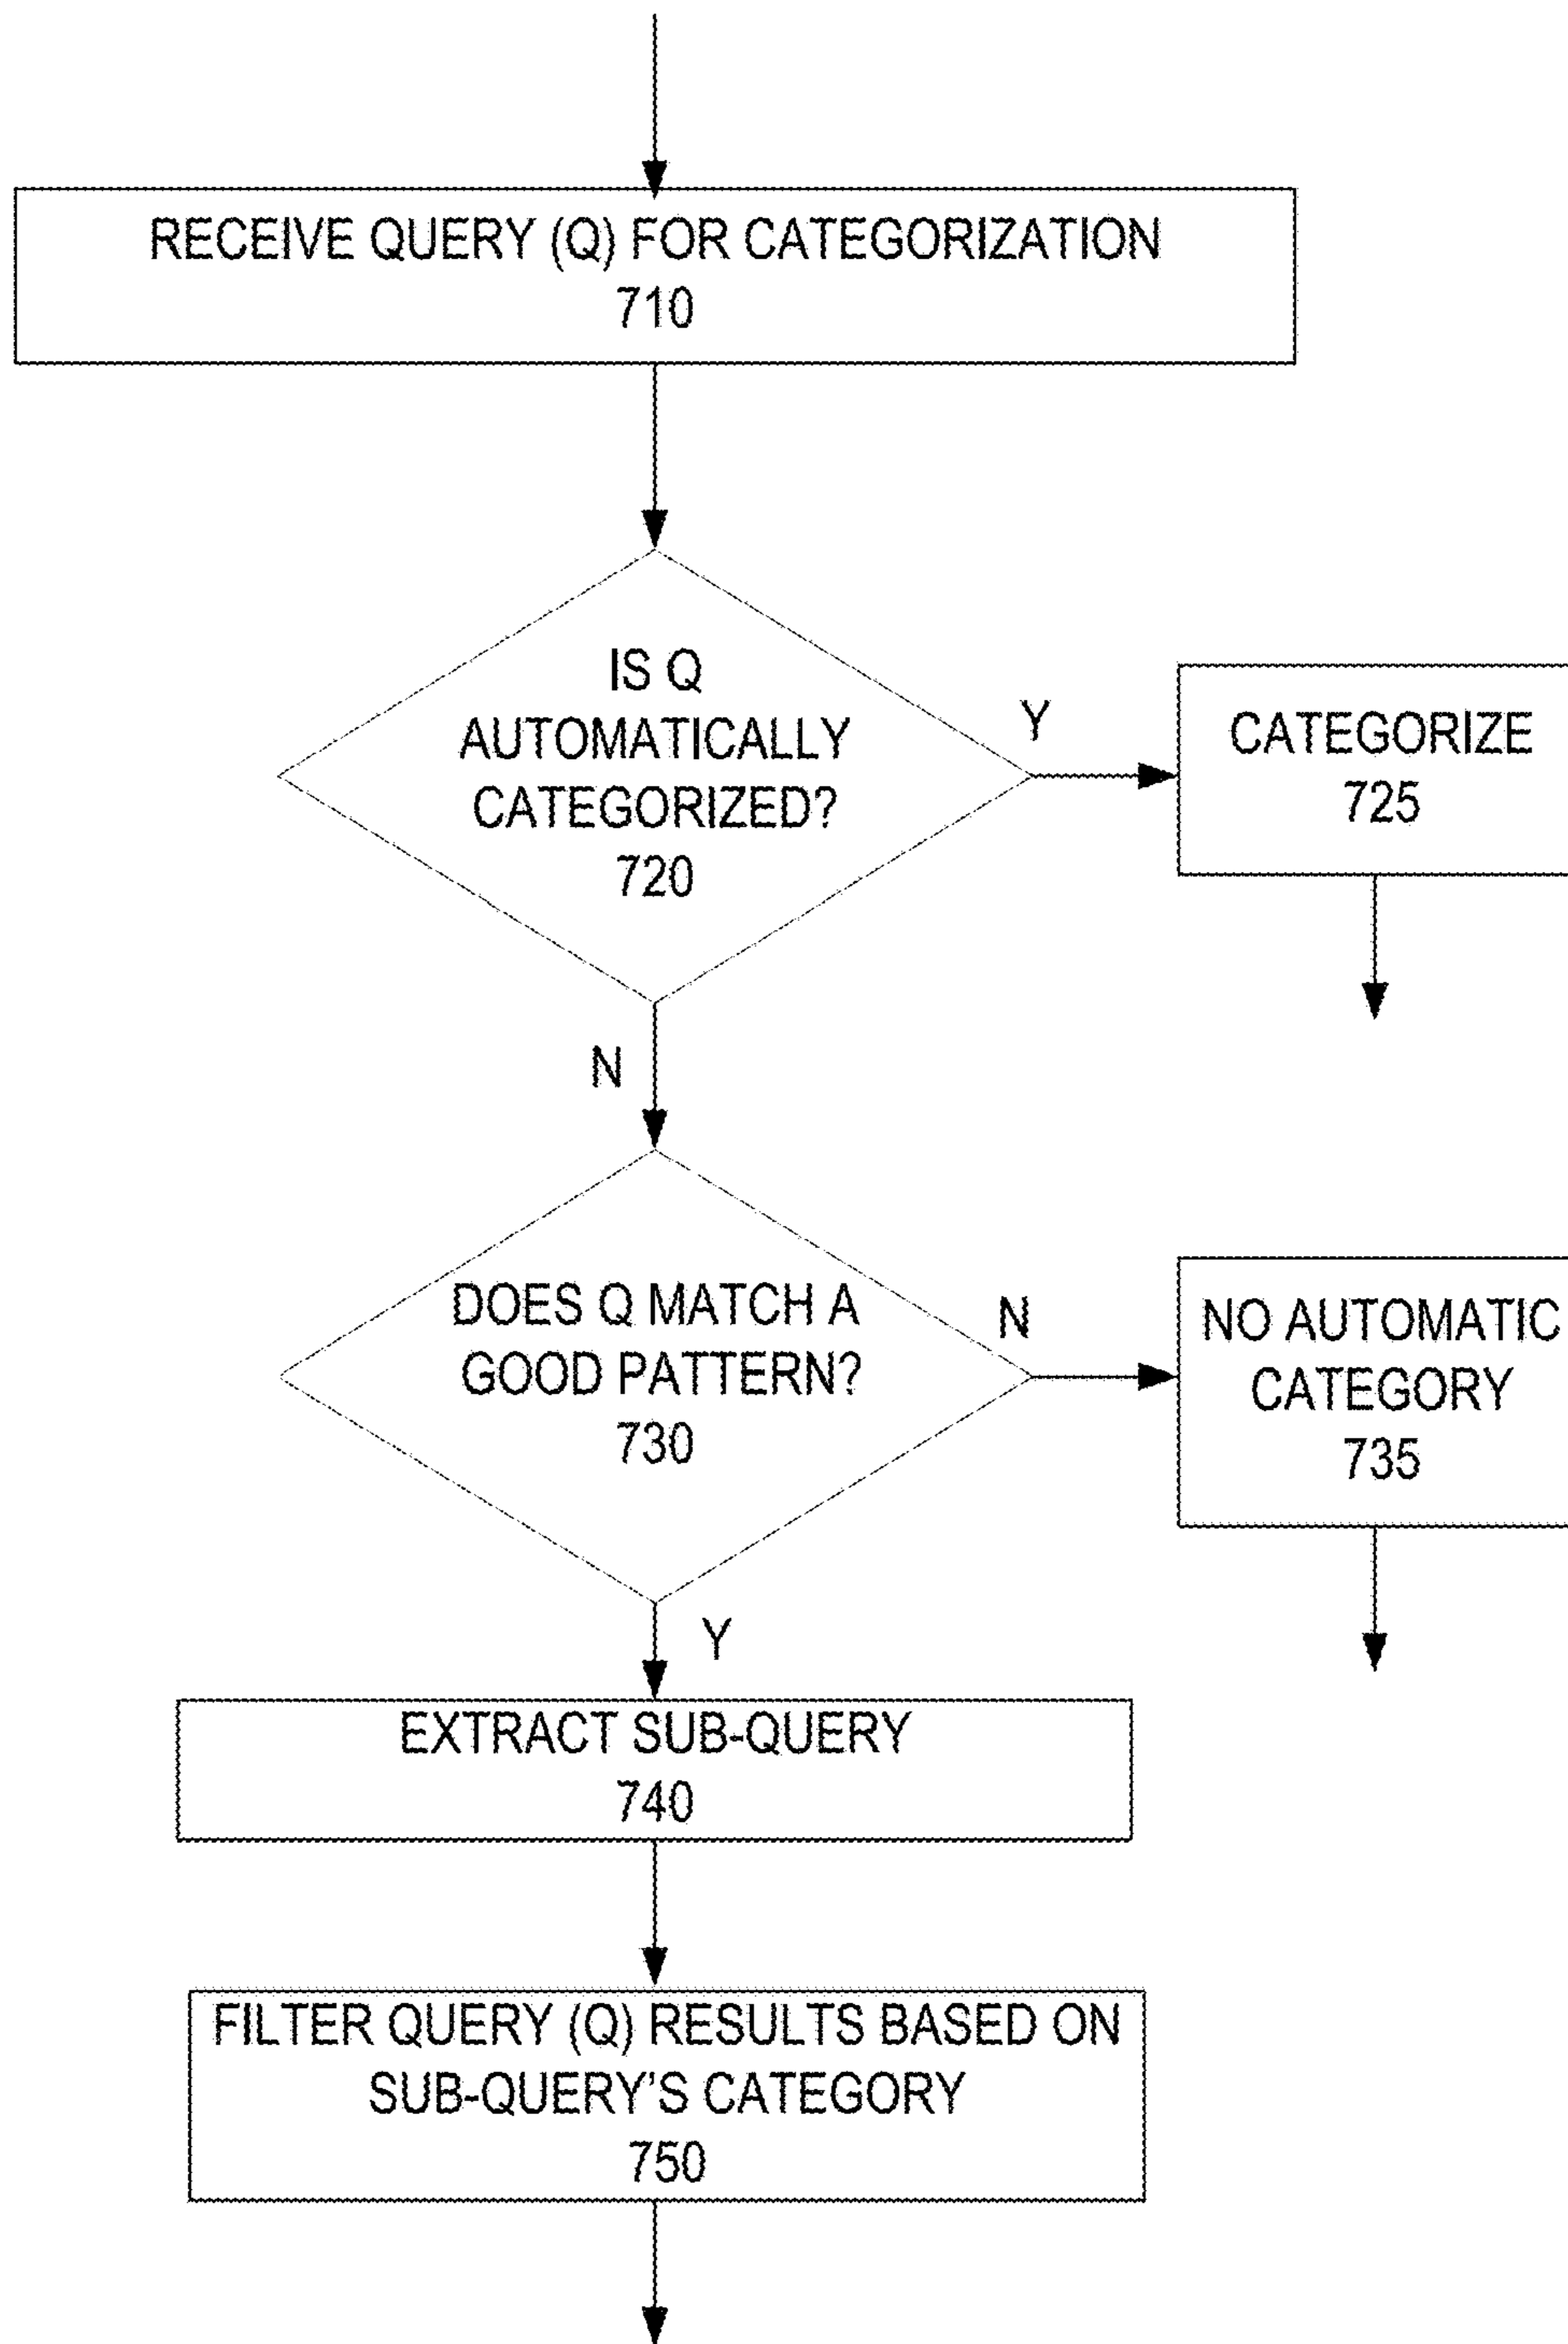 RECEIVE QUERY (Q) FOR CATEGORIZATION
710
IS Q
AUTOMATICALLY
CATEGORIZED?
720
Y
CATEGORIZE
725
N
DOES Q MATCH A
GOOD PATTERN?
730
N
NO AUTOMATIC
CATEGORY
735
Y
EXTRACT SUB-QUERY
740
FILTER QUERY (Q) RESULTS BASED ON
SUB-QUERY'S CATEGORY
750